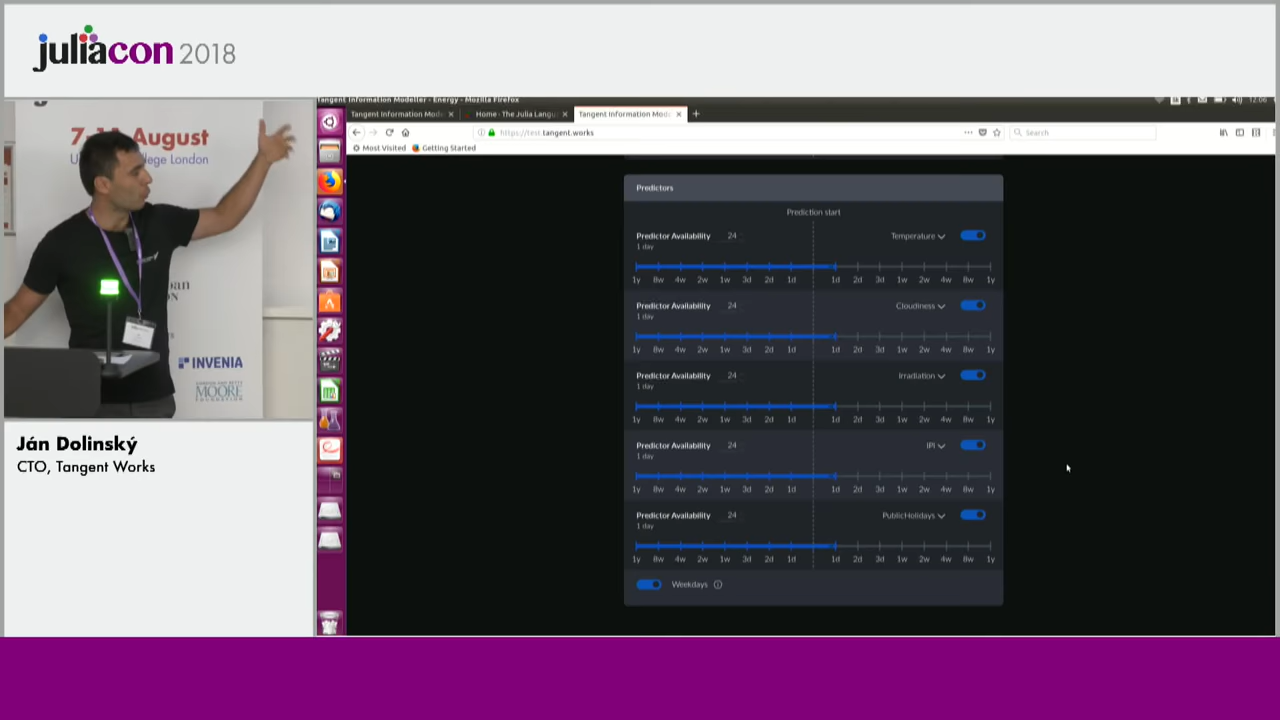 juliacon 2018
August
llege London
INVENIA
MOORE
FOUNDATION
Ján Dolinský
CTO, Tangent Works
Tangent Information Modeller - Energy - Mozilla Firefox
Tangent Information Mode
Home · The Julia Langu
Tangent Information Mode
https://test.tangent.works
Search
Most Visited
Getting Started
12:06
Predictors
Prediction start
Predictor Availability 24 Temperature
1 day
1y 8w 4w 2w 1w 3d 2d 1d 1d 2d 3d 1w 2w 4w 8w 1y
Predictor Availability 24 Cloudiness
1 day
1y 8w 4w 2w 1w 3d 2d 1d 1d 2d 3d 1w 2w 4w 8w 1y
Predictor Availability 24 Irradiation
1 day
1y 8w 4w 2w 1w 3d 2d 1d 1d 2d 3d 1w 2w 4w 8w 1y
Predictor Availability 24 IPI
1 day
1y 8w 4w 2w 1w 3d 2d 1d 1d 2d 3d 1w 2w 4w 8w 1y
Predictor Availability 24 PublicHolidays
1 day
1y 8w 4w 2w 1w 3d 2d 1d 1d 2d 3d 1w 2w 4w 8w 1y
Weekdays